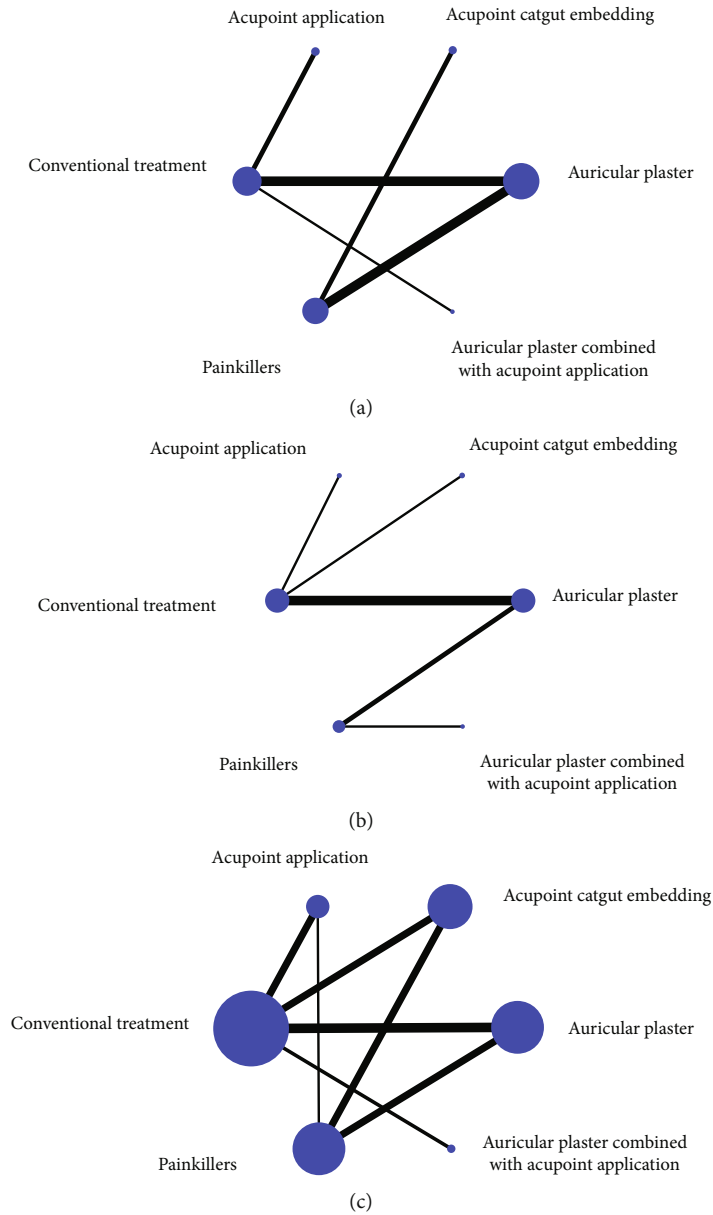 Acupoint application
Acupoint catgut embedding
Conventional treatment
Auricular plaster
Painkillers
Auricular plaster combined
with acupoint application
(a)
Acupoint application
Acupoint catgut embedding
Conventional treatment
Auricular plaster
Painkillers
Auricular plaster combined
with acupoint application
(b)
Acupoint application
Acupoint catgut embedding
Conventional treatment
Auricular plaster
Painkillers
Auricular plaster combined
with acupoint application
(c)